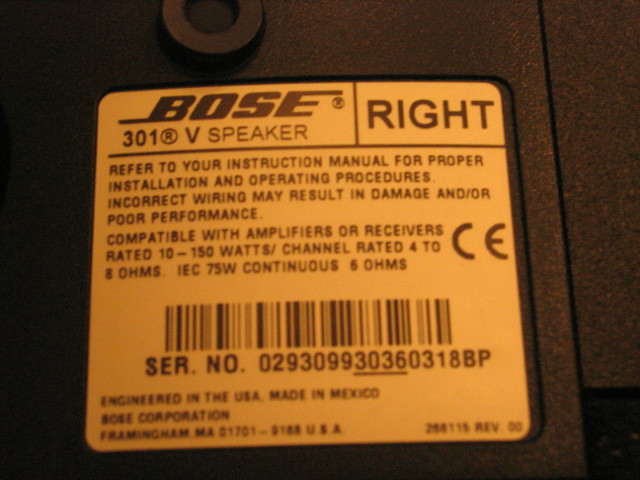 BOSE® RIGHT
301® V SPEAKER
REFER TO YOUR INSTRUCTION MANUAL FOR PROPER
INSTALLATION AND OPERATING PROCEDURES.
INCORRECT WIRING MAY RESULT IN DAMAGE AND/OR
POOR PERFORMANCE.
COMPATIBLE WITH AMPLIFIERS OR RECEIVERS
RATED 10-150 WATTS/ CHANNEL RATED 4 TO
8 OHMS. IEC 75W CONTINUOUS 6 OHMS
CE
SER. NO. 029309930360318BP
ENGINEERED IN THE USA, MADE IN MEXICO
BOSE CORPORATION
FRAMINGHAM, MA 01701-9168 U.S.A. 266115 REV. 00